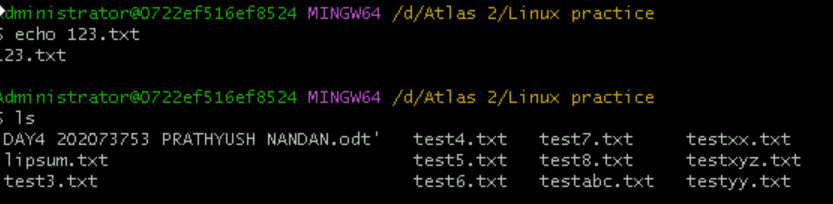 Administrator@0722ef516ef8524 MINGW64 /d/Atlas 2/Linux practice
$ echo 123.txt
123.txt
Administrator@0722ef516ef8524 MINGW64 /d/Atlas 2/Linux practice
$ ls
DAY4 202073753 PRATHYUSH NANDAN.odt' test4.txt test7.txt testxx.txt
lipsum.txt test5.txt test8.txt testxyz.txt
test3.txt test6.txt testabc.txt testyy.txt